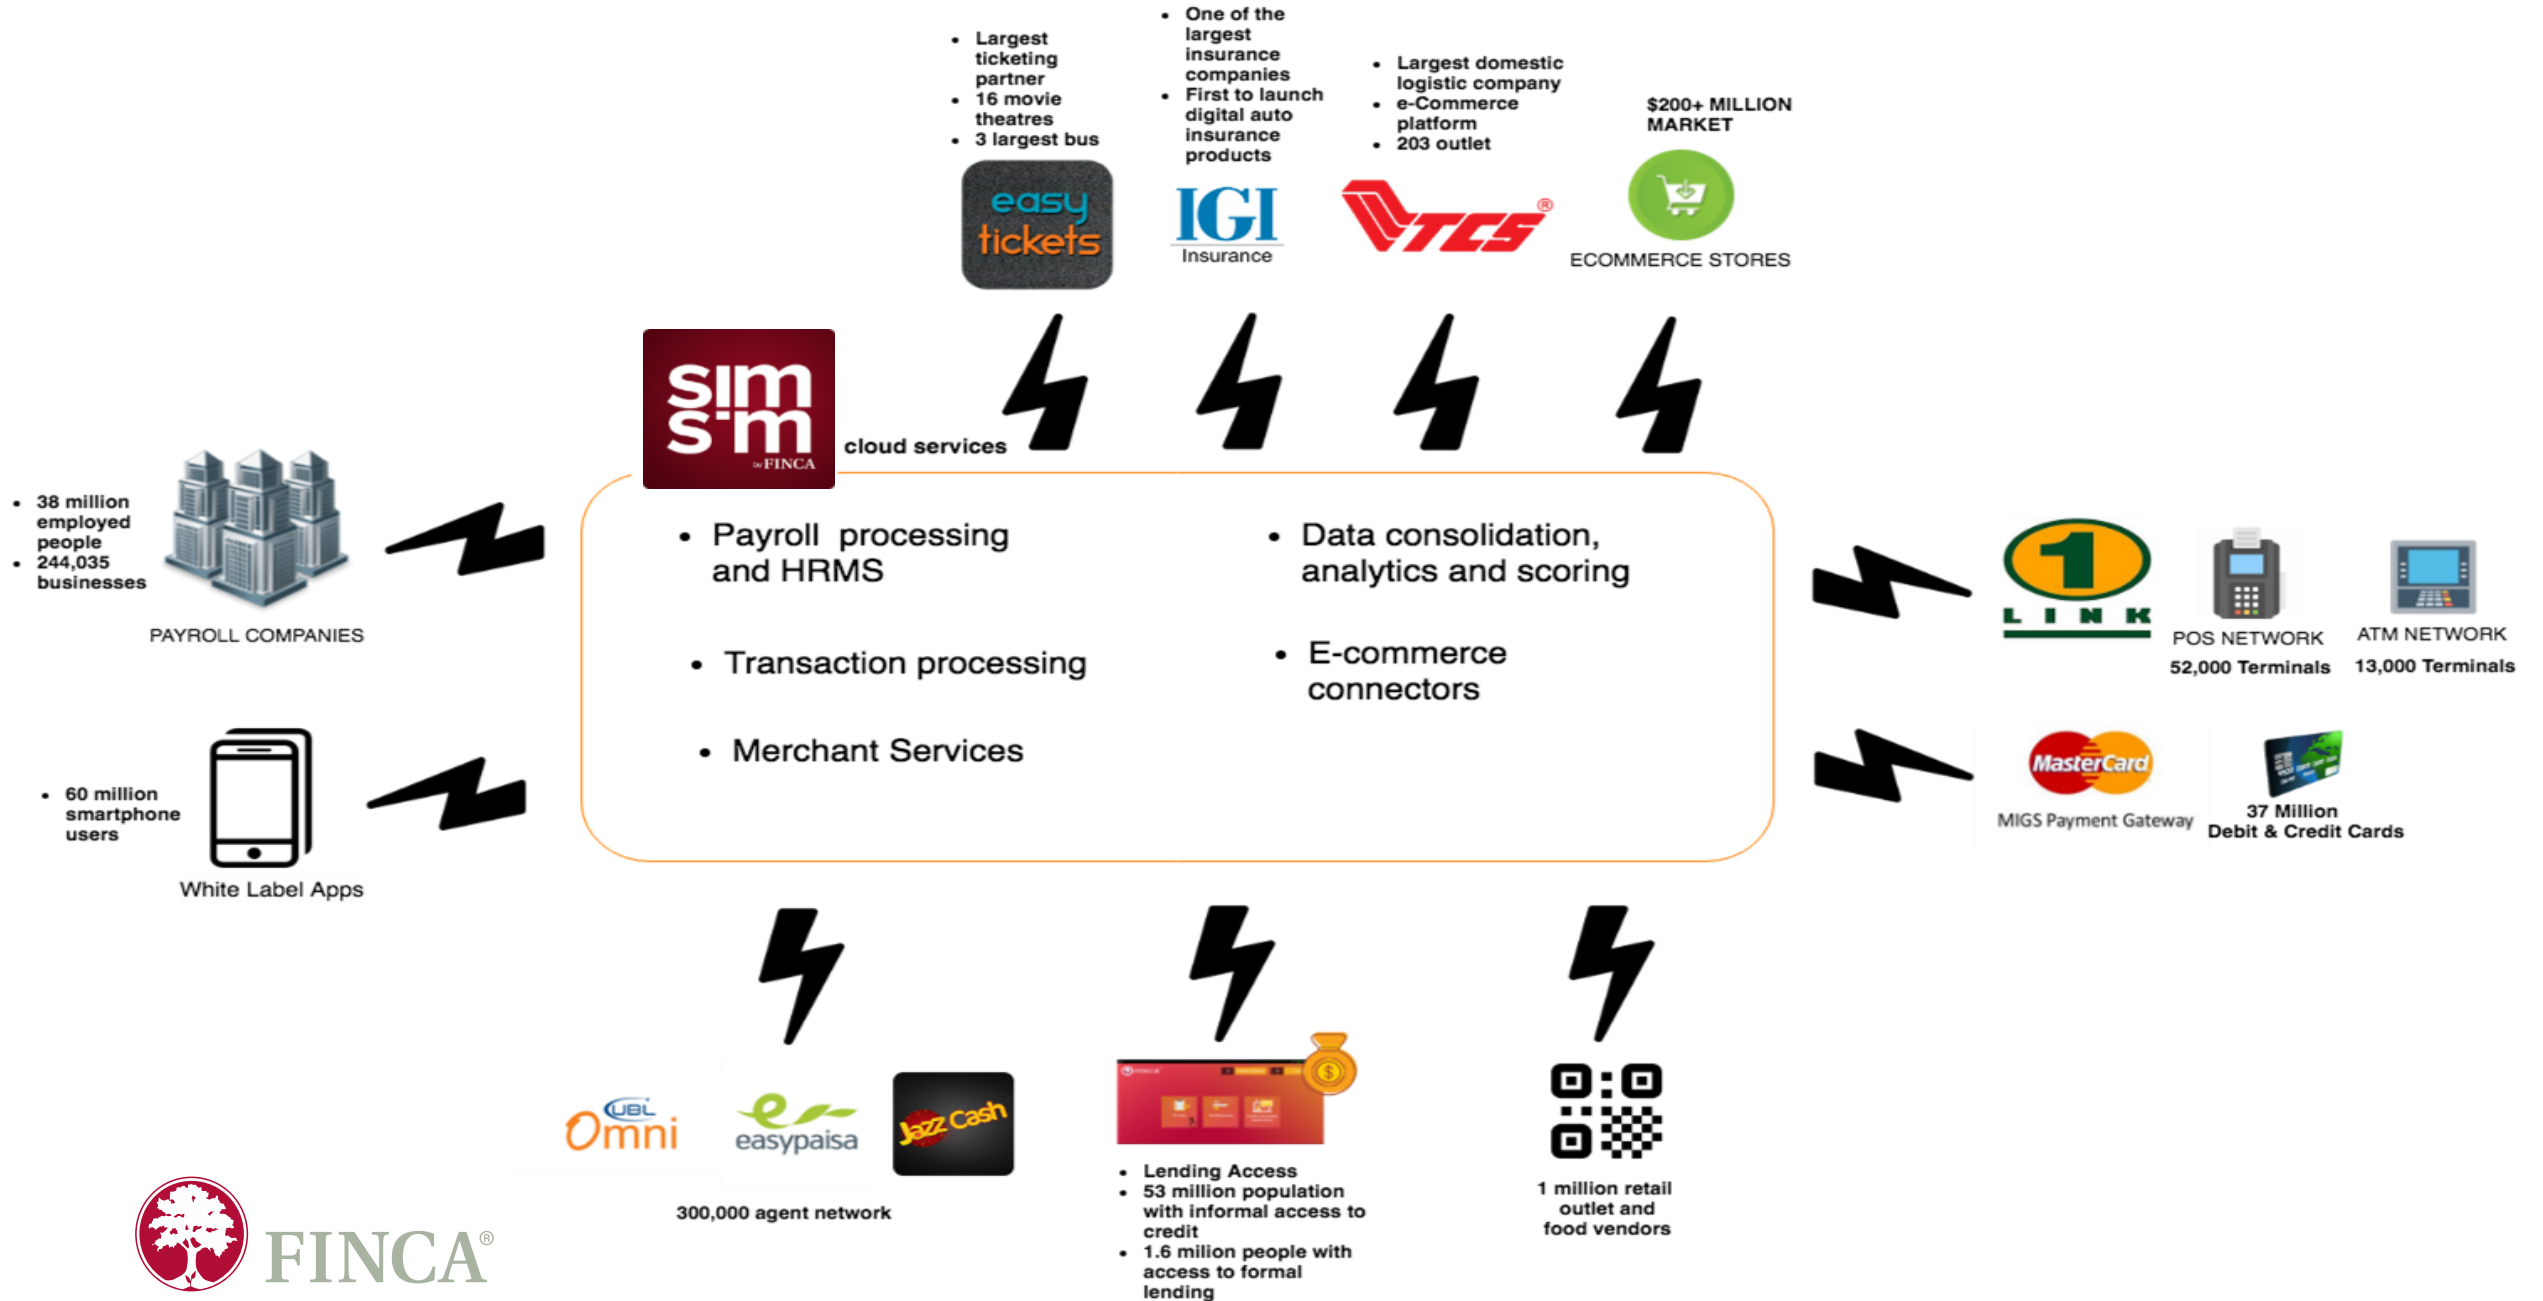 • Largest
ticketing
partner
• 16 movie
theatres
• 3 largest bus
easy
tickets
• One of the
largest
insurance
companies
• First to launch
digital auto
insurance
products
IGI
Insurance
• Largest domestic
logistic company
• e-Commerce
platform
• 203 outlet
TCS®
$200+ MILLION
MARKET
ECOMMERCE STORES
sim
sim
by FINCA
cloud services
• 38 million
employed
people
• 244,035
businesses
PAYROLL COMPANIES
• 60 million
smartphone
users
White Label Apps
• Payroll processing
and HRMS
• Transaction processing
• Merchant Services
• Data consolidation,
analytics and scoring
• E-commerce
connectors
1
LINK
POS NETWORK
52,000 Terminals
ATM NETWORK
13,000 Terminals
MasterCard
MIGS Payment Gateway
37 Million
Debit & Credit Cards
UBL
Omni
easypaisa
Jazz Cash
300,000 agent network
FINCA
$
• Lending Access
• 53 million population
with informal access to
credit
• 1.6 milion people with
access to formal
lending
1 million retail
outlet and
food vendors
FINCA®